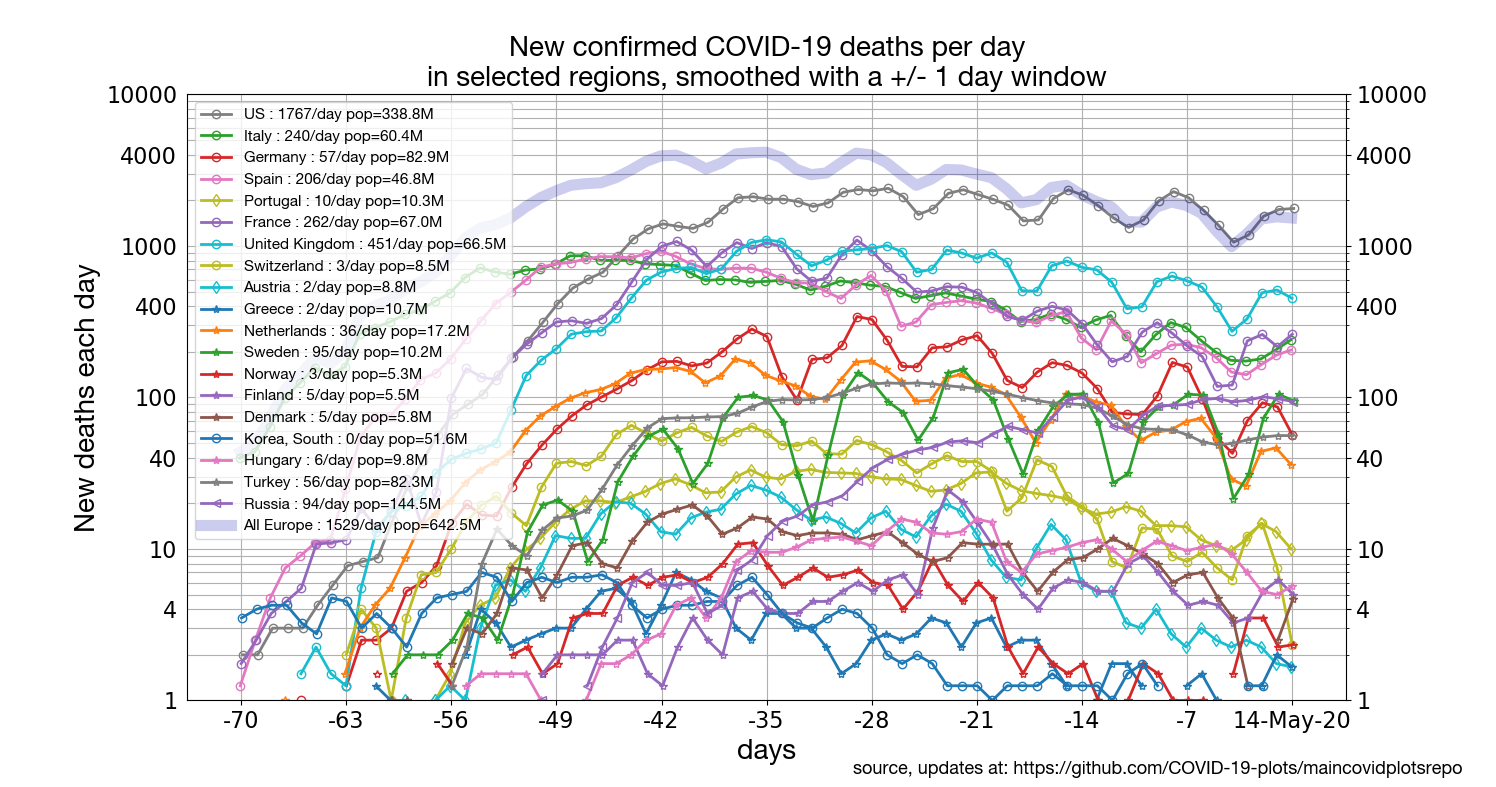 New confirmed COVID-19 deaths per day
in selected regions, smoothed with a +/- 1 day window
10000
4000
1000
400
100
40
10
4
1
New deaths each day
US : 1767/day pop=338.8M
Italy : 240/day pop=60.4M
Germany : 57/day pop=82.9M
Spain : 206/day pop=46.8M
Portugal : 10/day pop=10.3M
France : 262/day pop=67.0M
United Kingdom : 451/day pop=66.5M
Switzerland : 3/day pop=8.5M
Austria : 2/day pop=8.8M
Greece : 2/day pop=10.7M
Netherlands : 36/day pop=17.2M
Sweden : 95/day pop=10.2M
Norway : 3/day pop=5.3M
Finland : 5/day pop=5.5M
Denmark : 5/day pop=5.8M
Korea, South : 0/day pop=51.6M
Hungary : 6/day pop=9.8M
Turkey : 56/day pop=82.3M
Russia : 94/day pop=144.5M
All Europe : 1529/day pop=642.5M
10000
4000
1000
400
100
40
10
4
1
-70 -63 -56 -49 -42 -35 -28 -21 -14 -7 14-May-20
days
source, updates at: https://github.com/COVID-19-plots/maincovidplotsrepo